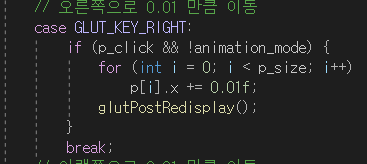 // 오른쪽으로 0.01 만큼 이동
case GLUT_KEY_RIGHT:
if (p_click && !animation_mode) {
for (int i = 0; i < p_size; i++)
p[i].x += 0.01f;
glutPostRedisplay();
}
break;
// 아래쪽으로 0.01 만큼 이동